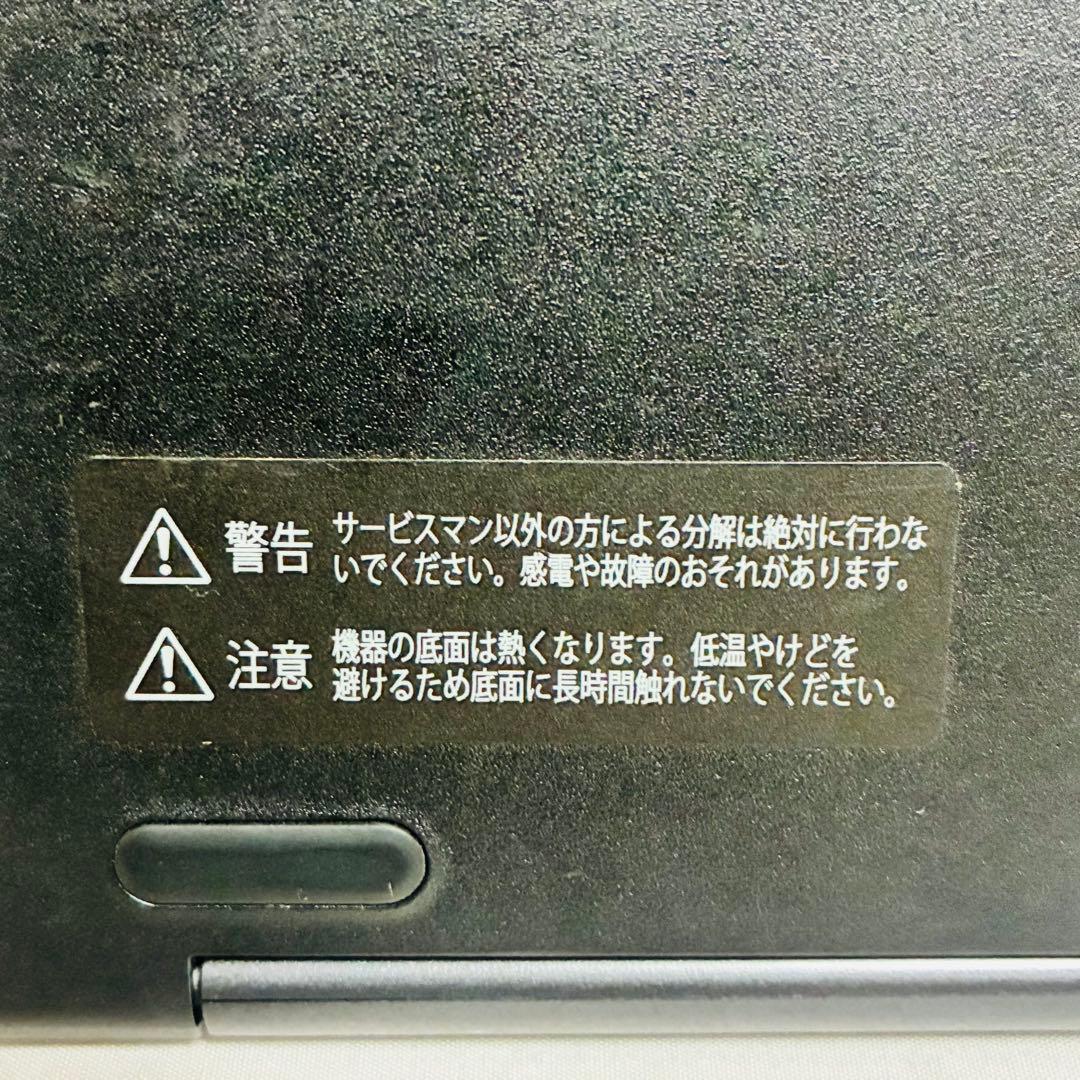 警告 サービスマン以外の方による分解は絶対に行わな
いでください。感電や故障のおそれがあります。
注意 機器の底面は熱くなります。低温やけどを
避けるため底面に長時間触れないでください。